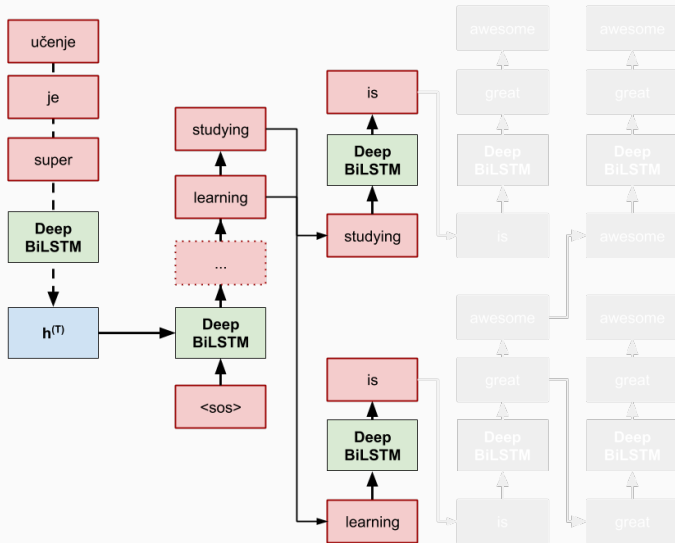 učenje
je
super
Deep
BiLSTM
h(T)
studying
learning
...
Deep
BiLSTM
<sos>
is
Deep
BiLSTM
studying
is
Deep
BiLSTM
learning
awesome
great
Deep
BiLSTM
is
awesome
great
Deep
BiLSTM
awesome
awesome
great
Deep
BiLSTM
is
awesome
great
Deep
BiLSTM
great